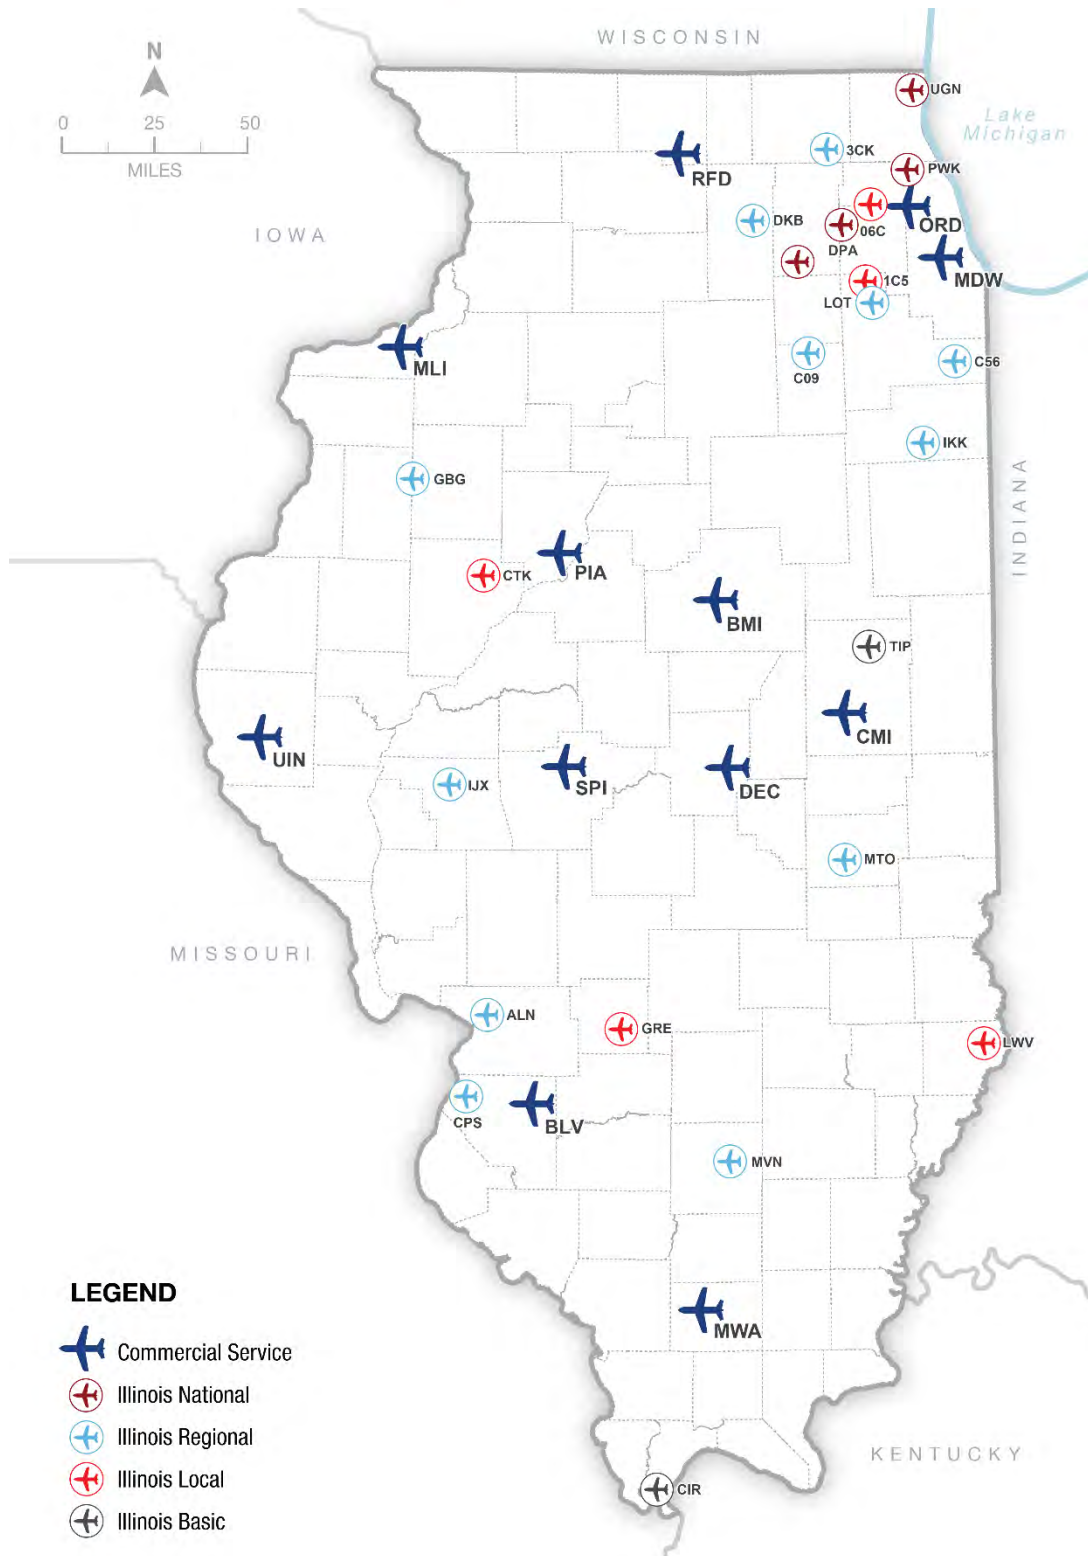 WISCONSIN
N
0 25 50
MILES
UGN
Lake
Michigan
3CK
RFD
PWK
DKB
ORD
06C
DPA
IOWA
MDW
1C5
LOT
MLI
C09
C56
IKK
GBG
INDIANA
PIA
CTK
BMI
TIP
CMI
UIN
SPI
DEC
IJX
MTO
MISSOURI
ALN
GRE
LWV
CPS
BLV
MVN
LEGEND
MWA
Commercial Service
Illinois National
Illinois Regional
KENTUCKY
Illinois Local
CIR
Illinois Basic